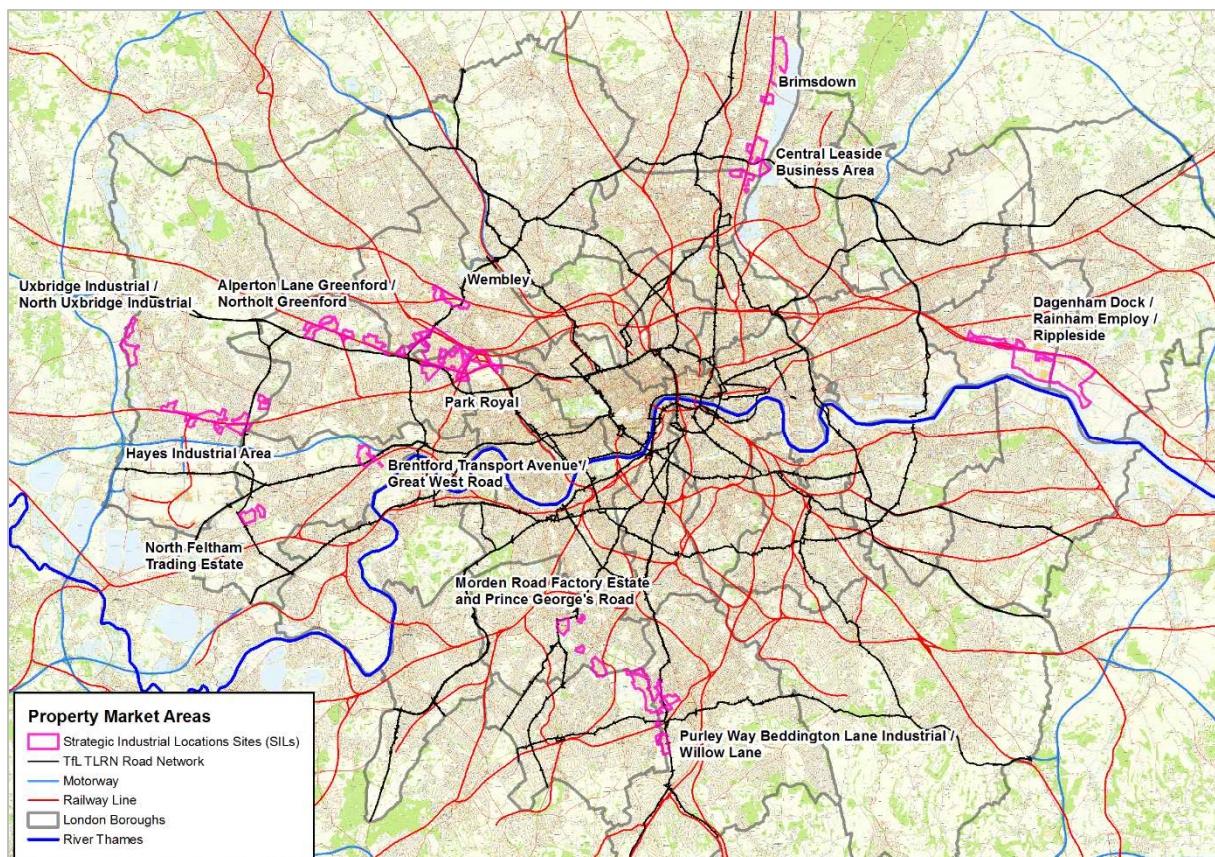 Brimsdown
Central Leaside
Business Area
Wembley
Alperton Lane Greenford /
Northolt Greenford
Uxbridge Industrial /
North Uxbridge Industrial
Dagenham Dock /
Rainham Employ /
Rippleside
Park Royal
Hayes Industrial Area
Brentford Transport Avenue /
Great West Road
North Feltham
Trading Estate
Morden Road Factory Estate
and Prince George's Road
Purley Way Beddington Lane Industrial /
Willow Lane
Property Market Areas
Strategic Industrial Locations Sites (SILs)
TfL TLRN Road Network
Motorway
Railway Line
London Boroughs
River Thames